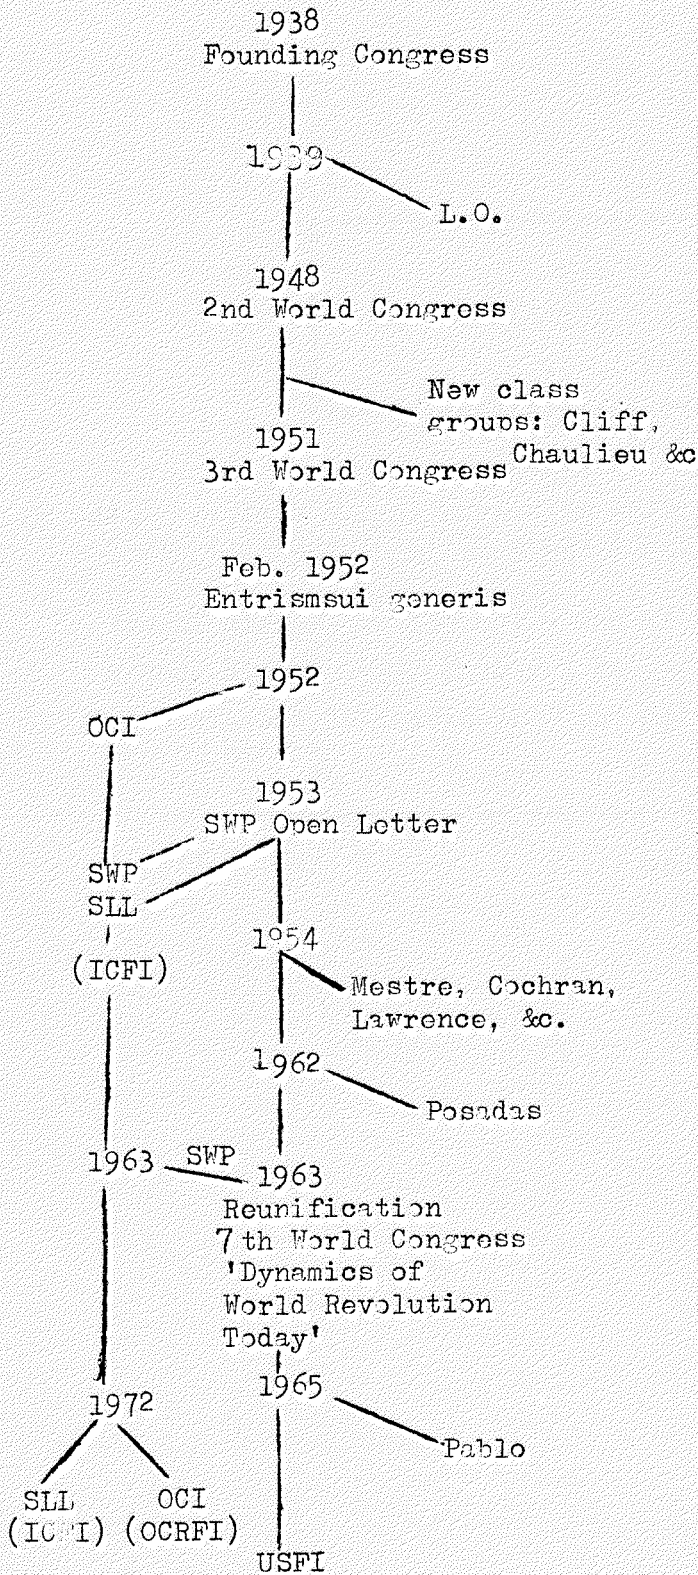 1938
Founding Congress
1939
L.O.
1948
2nd World Congress
New class
groups: Cliff,
Chaulieu &c
1951
3rd World Congress
Feb. 1952
Entrismsui generis
1952
OCI
1953
SWP Open Letter
SWP
SLL
(ICFI)
1954
Mestre, Cochran,
Lawrence, &c.
1962
Posadas
1963
SWP
1963
Reunification
7th World Congress
'Dynamics of
World Revolution
Today'
1965
1972
Pablo
SLL
(ICFI)
OCI
(OCRFI)
USFI